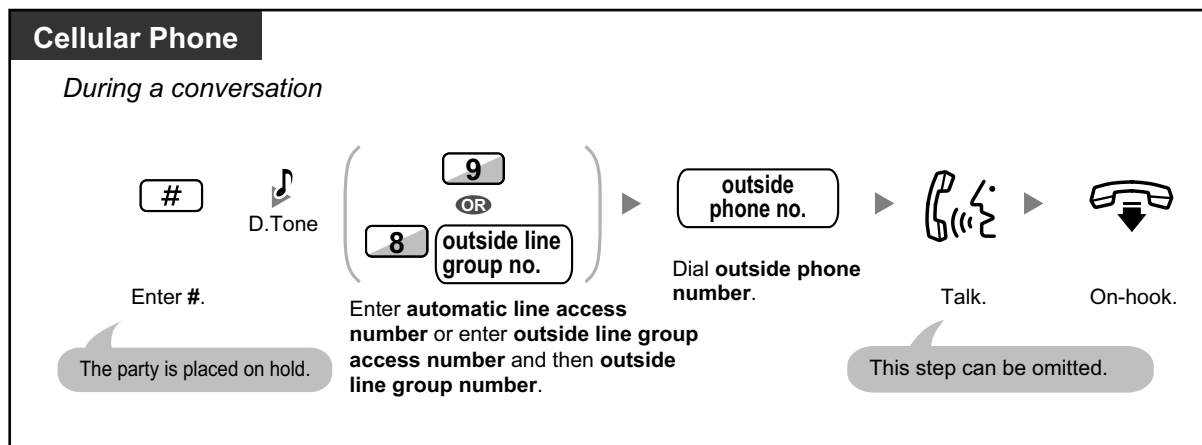 Cellular Phone
During a conversation
#
D.Tone
9
OR
8
outside line
group no.
outside
phone no.
Enter #.
The party is placed on hold.
Enter automatic line access
number or enter outside line group
access number and then outside
line group number.
Dial outside phone
number.
Talk.
This step can be omitted.
On-hook.